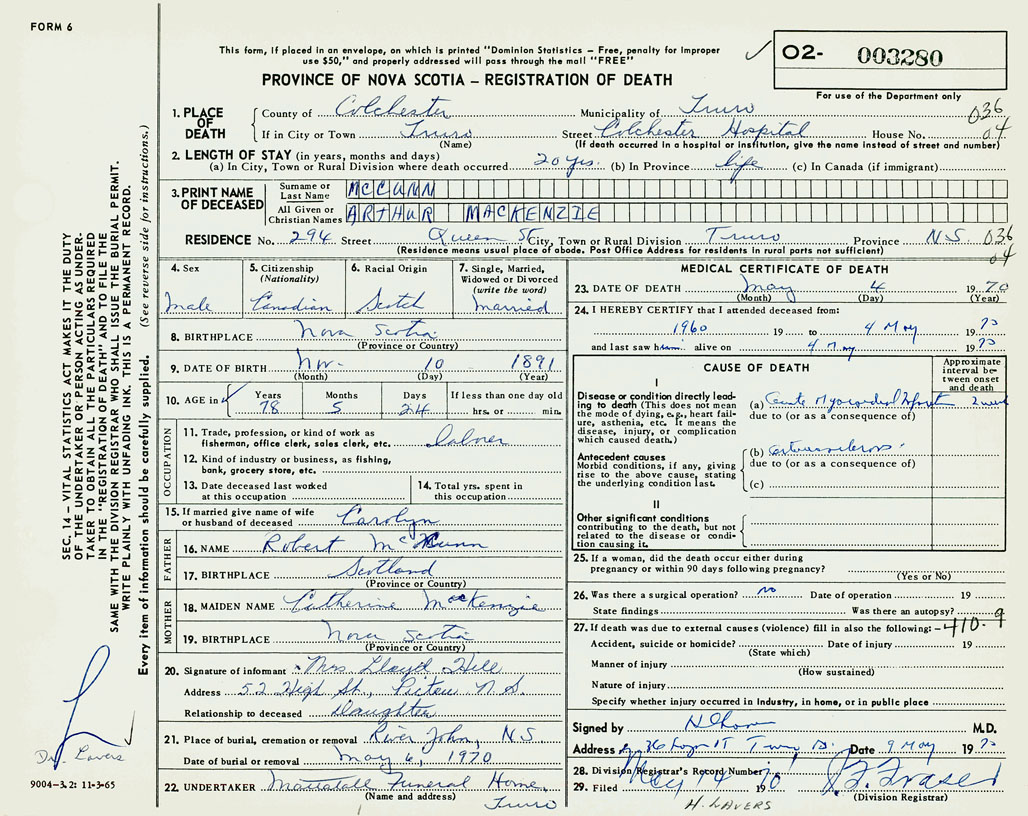 FORM 6
This form, if placed in an envelope, on which is printed "Dominion Statistics – Free, penalty for improper
use $50," and properly addressed will pass through the mail "FREE"
PROVINCE OF NOVA SCOTIA – REGISTRATION OF DEATH
O2- 003280
For use of the Department only
1. PLACE OF DEATH
County of Colchester Municipality of Truro 036
If in City or Town Truro Street Colchester Hospital House No. 04
(Name) (If death occurred in a hospital or institution, give the name instead of street and number)
2. LENGTH OF STAY (in years, months and days)
(a) In City, Town or Rural Division where death occurred 20 yrs. (b) In Province life (c) In Canada (if immigrant)
3. PRINT NAME OF DECEASED
Surname or Last Name McCUNN
All Given or Christian Names ARTHUR MACKENZIE
RESIDENCE No. 294 Street Queen St City, Town or Rural Division Truro Province N.S. 036
(Residence means usual place of abode. Post Office Address for residents in rural parts not sufficient) 04
4. Sex Male
5. Citizenship (Nationality) Canadian
6. Racial Origin Scotch
7. Single, Married, Widowed or Divorced (write the word) Married
8. BIRTHPLACE Nova Scotia
(Province or Country)
9. DATE OF BIRTH Nov. 10 1891
(Month) (Day) (Year)
10. AGE in Years 78 Months 5 Days 24 If less than one day old hrs. or min.
OCCUPATION
11. Trade, profession, or kind of work as
fisherman, office clerk, sales clerk, etc. Labner
12. Kind of industry or business, as fishing,
bank, grocery store, etc.
13. Date deceased last worked
at this occupation
14. Total yrs. spent in
this occupation
15. If married give name of wife
or husband of deceased Carolyn
FATHER
16. NAME Robert McCunn
17. BIRTHPLACE Scotland
(Province or Country)
MOTHER
18. MAIDEN NAME Catherine MacKenzie
19. BIRTHPLACE Nova Scotia
(Province or Country)
20. Signature of informant Mrs. Lloyd Hill
Address 52 High St., Pictou N.S.
Relationship to deceased Daughter
21. Place of burial, cremation or removal River John, N S
Date of burial or removal May 6, 1970
22. UNDERTAKER Mattatall Funeral Home,
(Name and address) Truro
MEDICAL CERTIFICATE OF DEATH
23. DATE OF DEATH May 4 1970
(Month) (Day) (Year)
24. I HEREBY CERTIFY that I attended deceased from:
1960 19 to 4 May 1970
and last saw him alive on 4 May 1970
CAUSE OF DEATH
Approximate interval between onset and death
I
Disease or condition directly leading to death (This does not mean the mode of dying, e.g., heart failure, asthenia, etc. It means the disease, injury, or complication which caused death.)
(a) Acute Myocardial Infarct 2 week
due to (or as a consequence of)
Antecedent causes
Morbid conditions, if any, giving rise to the above cause, stating the underlying condition last.
(b) arteriosclerosis
due to (or as a consequence of)
(c)
II
Other significant conditions
contributing to the death, but not related to the disease or condition causing it.
25. If a woman, did the death occur either during
pregnancy or within 90 days following pregnancy?
(Yes or No)
26. Was there a surgical operation? no Date of operation 19
State findings Was there an autopsy?
27. If death was due to external causes (violence) fill in also the following:– 410.9
Accident, suicide or homicide? Date of injury 19
(State which)
Manner of injury
(How sustained)
Nature of injury
Specify whether injury occurred in industry, in home, or in public place
Signed by M.D.
Address Date 9 May 1970
28. Division Registrar's Record Number
29. Filed May 14 1970 Fraser
(Division Registrar)
H. LAVERS
SEC. 14 – VITAL STATISTICS ACT MAKES IT THE DUTY
OF THE UNDERTAKER OR PERSON ACTING AS UNDER-
TAKER TO OBTAIN ALL THE PARTICULARS REQUIRED
IN THE "REGISTRATION OF DEATH" AND TO FILE THE
SAME WITH THE DIVISION REGISTRAR WHO SHALL ISSUE THE BURIAL PERMIT.
WRITE PLAINLY WITH UNFADING INK. THIS IS A PERMANENT RECORD.
Every item of information should be carefully supplied. (See reverse side for instructions.)
Dr Lavers
9004–3.2: 11-3-65